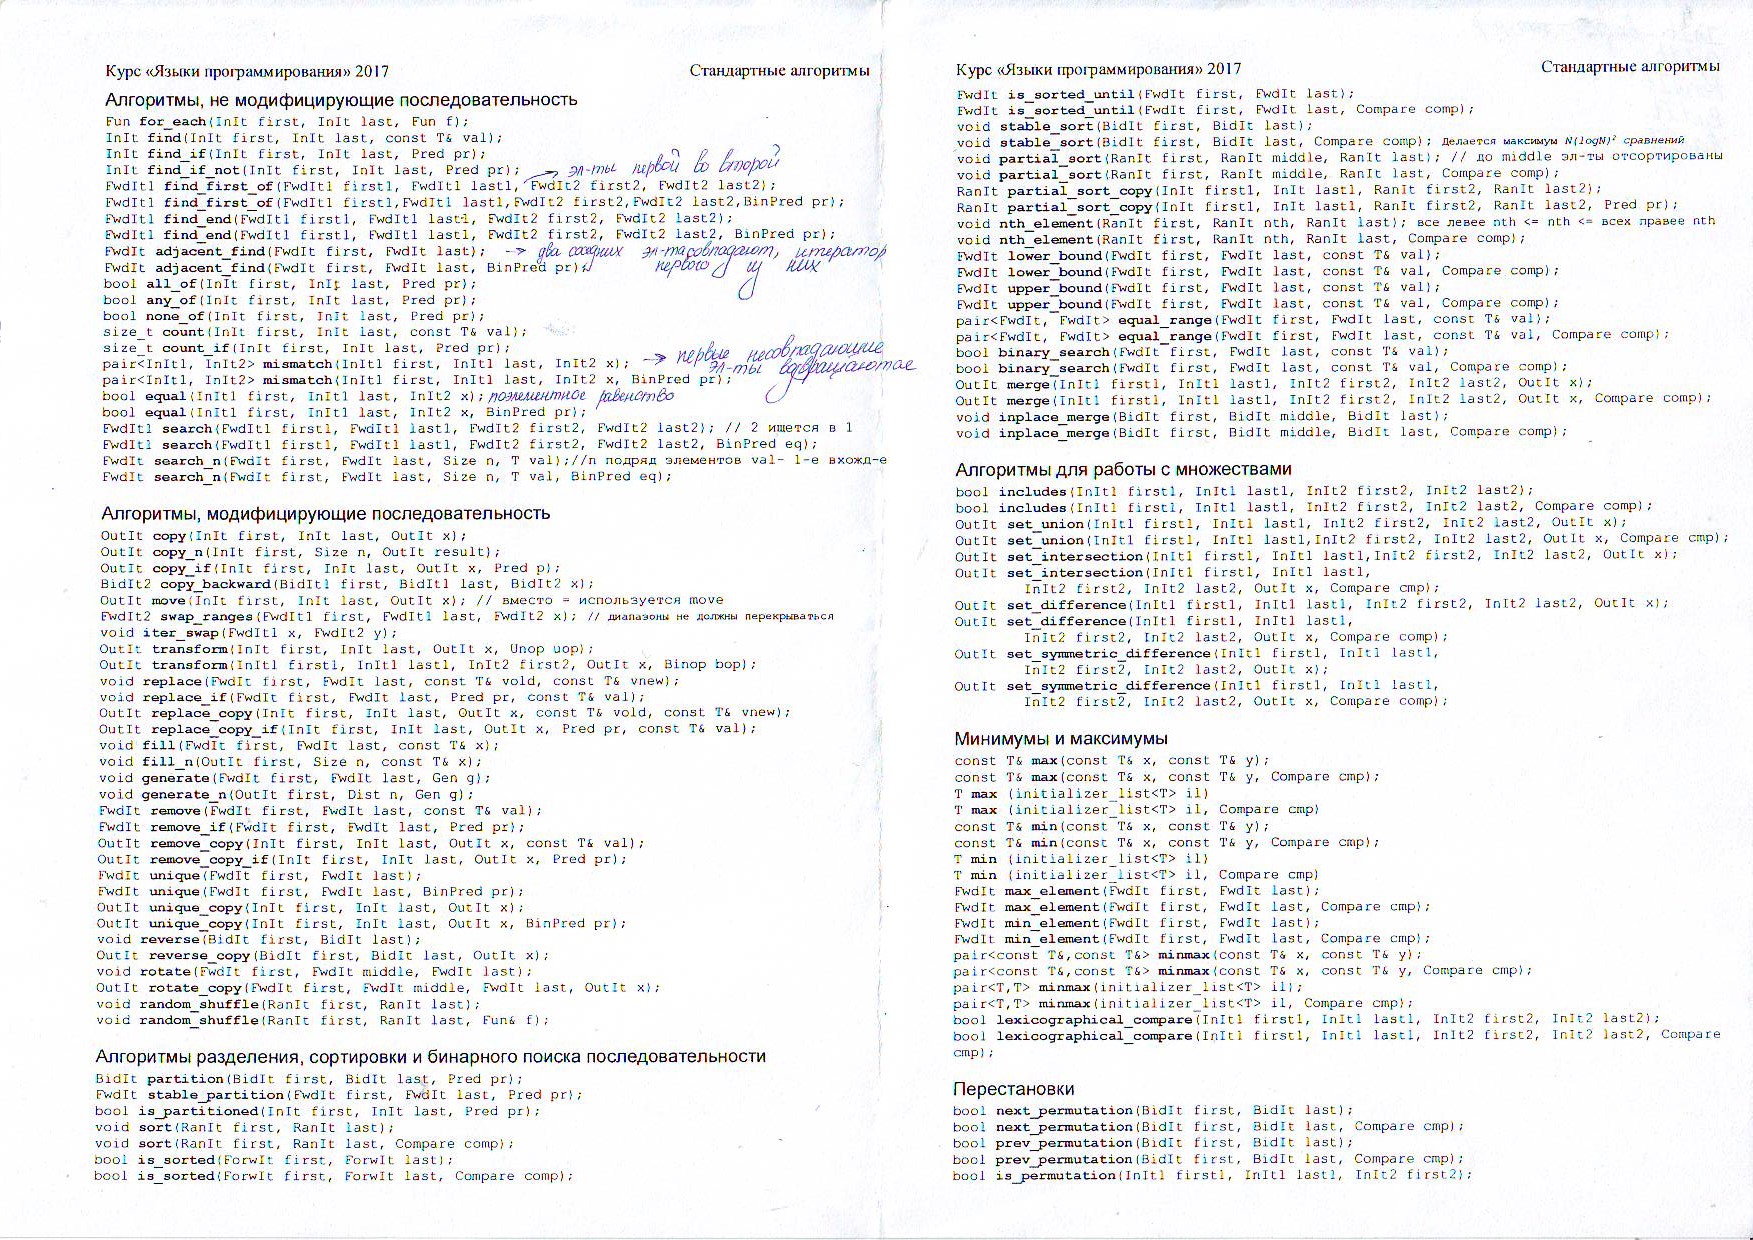 Курс «Языки программирования» 2017 Стандартные алгоритмы
Алгоритмы, не модифицирующие последовательность
Fun for_each(InIt first, InIt last, Fun f);
InIt find(InIt first, InIt last, const T& val);
InIt find_if(InIt first, InIt last, Pred pr);
InIt find_if_not(InIt first, InIt last, Pred pr); → эл-ты первой во второй
FwdIt1 find_first_of(FwdIt1 first1, FwdIt1 last1, FwdIt2 first2, FwdIt2 last2);
FwdIt1 find_first_of(FwdIt1 first1,FwdIt1 last1,FwdIt2 first2,FwdIt2 last2,BinPred pr);
FwdIt1 find_end(FwdIt1 first1, FwdIt1 last1, FwdIt2 first2, FwdIt2 last2);
FwdIt1 find_end(FwdIt1 first1, FwdIt1 last1, FwdIt2 first2, FwdIt2 last2, BinPred pr);
FwdIt adjacent_find(FwdIt first, FwdIt last); → два соседних эл-та совпадают, итератор
FwdIt adjacent_find(FwdIt first, FwdIt last, BinPred pr); первого из них
bool all_of(InIt first, InIt last, Pred pr);
bool any_of(InIt first, InIt last, Pred pr);
bool none_of(InIt first, InIt last, Pred pr);
size_t count(InIt first, InIt last, const T& val);
size_t count_if(InIt first, InIt last, Pred pr);
pair<InIt1, InIt2> mismatch(InIt1 first, InIt1 last, InIt2 x); → первые несовпадающие
pair<InIt1, InIt2> mismatch(InIt1 first, InIt1 last, InIt2 x, BinPred pr); эл-ты возвращаются
bool equal(InIt1 first, InIt1 last, InIt2 x); поэлементное равенство
bool equal(InIt1 first, InIt1 last, InIt2 x, BinPred pr);
FwdIt1 search(FwdIt1 first1, FwdIt1 last1, FwdIt2 first2, FwdIt2 last2); // 2 ищется в 1
FwdIt1 search(FwdIt1 first1, FwdIt1 last1, FwdIt2 first2, FwdIt2 last2, BinPred eq);
FwdIt search_n(FwdIt first, FwdIt last, Size n, T val);//n подряд элементов val- 1-е вхожд-е
FwdIt search_n(FwdIt first, FwdIt last, Size n, T val, BinPred eq);
Алгоритмы, модифицирующие последовательность
OutIt copy(InIt first, InIt last, OutIt x);
OutIt copy_n(InIt first, Size n, OutIt result);
OutIt copy_if(InIt first, InIt last, OutIt x, Pred p);
BidIt2 copy_backward(BidIt1 first, BidIt1 last, BidIt2 x);
OutIt move(InIt first, InIt last, OutIt x); // вместо = используется move
FwdIt2 swap_ranges(FwdIt1 first, FwdIt1 last, FwdIt2 x); // диапазоны не должны перекрываться
void iter_swap(FwdIt1 x, FwdIt2 y);
OutIt transform(InIt first, InIt last, OutIt x, Unop uop);
OutIt transform(InIt1 first1, InIt1 last1, InIt2 first2, OutIt x, Binop bop);
void replace(FwdIt first, FwdIt last, const T& vold, const T& vnew);
void replace_if(FwdIt first, FwdIt last, Pred pr, const T& val);
OutIt replace_copy(InIt first, InIt last, OutIt x, const T& vold, const T& vnew);
OutIt replace_copy_if(InIt first, InIt last, OutIt x, Pred pr, const T& val);
void fill(FwdIt first, FwdIt last, const T& x);
void fill_n(OutIt first, Size n, const T& x);
void generate(FwdIt first, FwdIt last, Gen g);
void generate_n(OutIt first, Dist n, Gen g);
FwdIt remove(FwdIt first, FwdIt last, const T& val);
FwdIt remove_if(FwdIt first, FwdIt last, Pred pr);
OutIt remove_copy(InIt first, InIt last, OutIt x, const T& val);
OutIt remove_copy_if(InIt first, InIt last, OutIt x, Pred pr);
FwdIt unique(FwdIt first, FwdIt last);
FwdIt unique(FwdIt first, FwdIt last, BinPred pr);
OutIt unique_copy(InIt first, InIt last, OutIt x);
OutIt unique_copy(InIt first, InIt last, OutIt x, BinPred pr);
void reverse(BidIt first, BidIt last);
OutIt reverse_copy(BidIt first, BidIt last, OutIt x);
void rotate(FwdIt first, FwdIt middle, FwdIt last);
OutIt rotate_copy(FwdIt first, FwdIt middle, FwdIt last, OutIt x);
void random_shuffle(RanIt first, RanIt last);
void random_shuffle(RanIt first, RanIt last, Fun& f);
Алгоритмы разделения, сортировки и бинарного поиска последовательности
BidIt partition(BidIt first, BidIt last, Pred pr);
FwdIt stable_partition(FwdIt first, FwdIt last, Pred pr);
bool is_partitioned(InIt first, InIt last, Pred pr);
void sort(RanIt first, RanIt last);
void sort(RanIt first, RanIt last, Compare comp);
bool is_sorted(ForwIt first, ForwIt last);
bool is_sorted(ForwIt first, ForwIt last, Compare comp);
Курс «Языки программирования» 2017 Стандартные алгоритмы
FwdIt is_sorted_until(FwdIt first, FwdIt last);
FwdIt is_sorted_until(FwdIt first, FwdIt last, Compare comp);
void stable_sort(BidIt first, BidIt last);
void stable_sort(BidIt first, BidIt last, Compare comp); Делается максимум N(logN)² сравнений
void partial_sort(RanIt first, RanIt middle, RanIt last); // до middle эл-ты отсортированы
void partial_sort(RanIt first, RanIt middle, RanIt last, Compare comp);
RanIt partial_sort_copy(InIt first1, InIt last1, RanIt first2, RanIt last2);
RanIt partial_sort_copy(InIt first1, InIt last1, RanIt first2, RanIt last2, Pred pr);
void nth_element(RanIt first, RanIt nth, RanIt last); все левее nth <= nth <= всех правее nth
void nth_element(RanIt first, RanIt nth, RanIt last, Compare comp);
FwdIt lower_bound(FwdIt first, FwdIt last, const T& val);
FwdIt lower_bound(FwdIt first, FwdIt last, const T& val, Compare comp);
FwdIt upper_bound(FwdIt first, FwdIt last, const T& val);
FwdIt upper_bound(FwdIt first, FwdIt last, const T& val, Compare comp);
pair<FwdIt, FwdIt> equal_range(FwdIt first, FwdIt last, const T& val);
pair<FwdIt, FwdIt> equal_range(FwdIt first, FwdIt last, const T& val, Compare comp);
bool binary_search(FwdIt first, FwdIt last, const T& val);
bool binary_search(FwdIt first, FwdIt last, const T& val, Compare comp);
OutIt merge(InIt1 first1, InIt1 last1, InIt2 first2, InIt2 last2, OutIt x);
OutIt merge(InIt1 first1, InIt1 last1, InIt2 first2, InIt2 last2, OutIt x, Compare comp);
void inplace_merge(BidIt first, BidIt middle, BidIt last);
void inplace_merge(BidIt first, BidIt middle, BidIt last, Compare comp);
Алгоритмы для работы с множествами
bool includes(InIt1 first1, InIt1 last1, InIt2 first2, InIt2 last2);
bool includes(InIt1 first1, InIt1 last1, InIt2 first2, InIt2 last2, Compare comp);
OutIt set_union(InIt1 first1, InIt1 last1, InIt2 first2, InIt2 last2, OutIt x);
OutIt set_union(InIt1 first1, InIt1 last1,InIt2 first2, InIt2 last2, OutIt x, Compare cmp);
OutIt set_intersection(InIt1 first1, InIt1 last1,InIt2 first2, InIt2 last2, OutIt x);
OutIt set_intersection(InIt1 first1, InIt1 last1,
InIt2 first2, InIt2 last2, OutIt x, Compare cmp);
OutIt set_difference(InIt1 first1, InIt1 last1, InIt2 first2, InIt2 last2, OutIt x);
OutIt set_difference(InIt1 first1, InIt1 last1,
InIt2 first2, InIt2 last2, OutIt x, Compare comp);
OutIt set_symmetric_difference(InIt1 first1, InIt1 last1,
InIt2 first2, InIt2 last2, OutIt x);
OutIt set_symmetric_difference(InIt1 first1, InIt1 last1,
InIt2 first2, InIt2 last2, OutIt x, Compare comp);
Минимумы и максимумы
const T& max(const T& x, const T& y);
const T& max(const T& x, const T& y, Compare cmp);
T max (initializer_list<T> il)
T max (initializer_list<T> il, Compare cmp)
const T& min(const T& x, const T& y);
const T& min(const T& x, const T& y, Compare cmp);
T min (initializer_list<T> il)
T min (initializer_list<T> il, Compare cmp)
FwdIt max_element(FwdIt first, FwdIt last);
FwdIt max_element(FwdIt first, FwdIt last, Compare cmp);
FwdIt min_element(FwdIt first, FwdIt last);
FwdIt min_element(FwdIt first, FwdIt last, Compare cmp);
pair<const T&,const T&> minmax(const T& x, const T& y);
pair<const T&,const T&> minmax(const T& x, const T& y, Compare cmp);
pair<T,T> minmax(initializer_list<T> il);
pair<T,T> minmax(initializer_list<T> il, Compare cmp);
bool lexicographical_compare(InIt1 first1, InIt1 last1, InIt2 first2, InIt2 last2);
bool lexicographical_compare(InIt1 first1, InIt1 last1, InIt2 first2, InIt2 last2, Compare
cmp);
Перестановки
bool next_permutation(BidIt first, BidIt last);
bool next_permutation(BidIt first, BidIt last, Compare cmp);
bool prev_permutation(BidIt first, BidIt last);
bool prev_permutation(BidIt first, BidIt last, Compare cmp);
bool is_permutation(InIt1 first1, InIt1 last1, InIt2 first2);